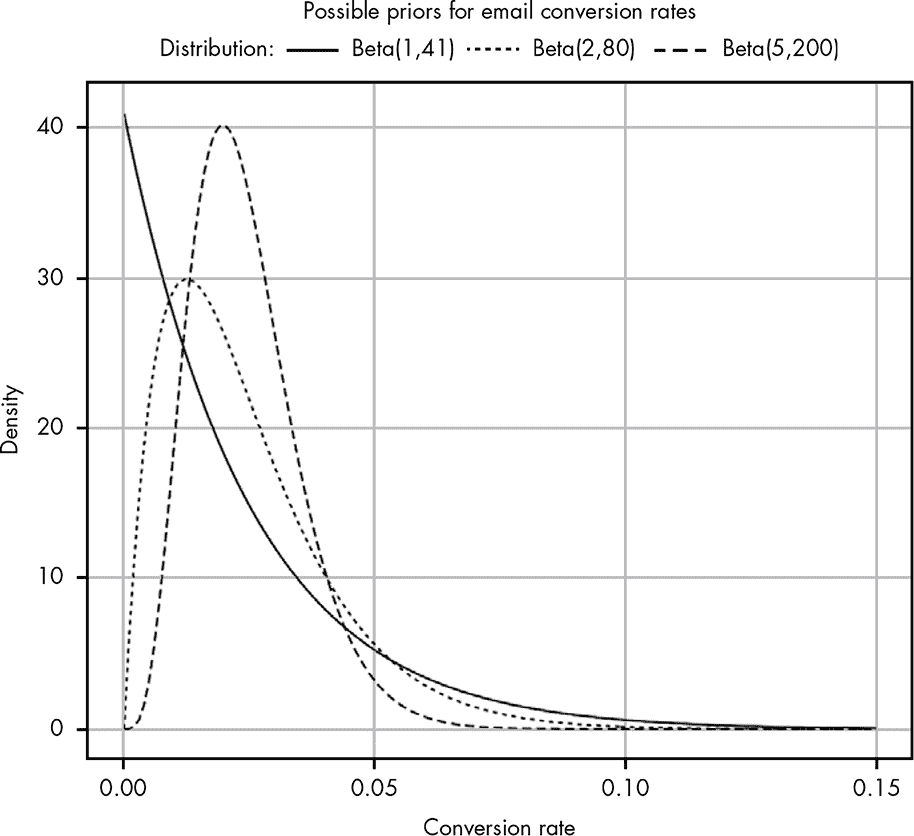 Possible priors for email conversion rates
Distribution: Beta(1,41) Beta(2,80) Beta(5,200)
40
30
20
10
0
Density
0.00 0.05 0.10 0.15
Conversion rate